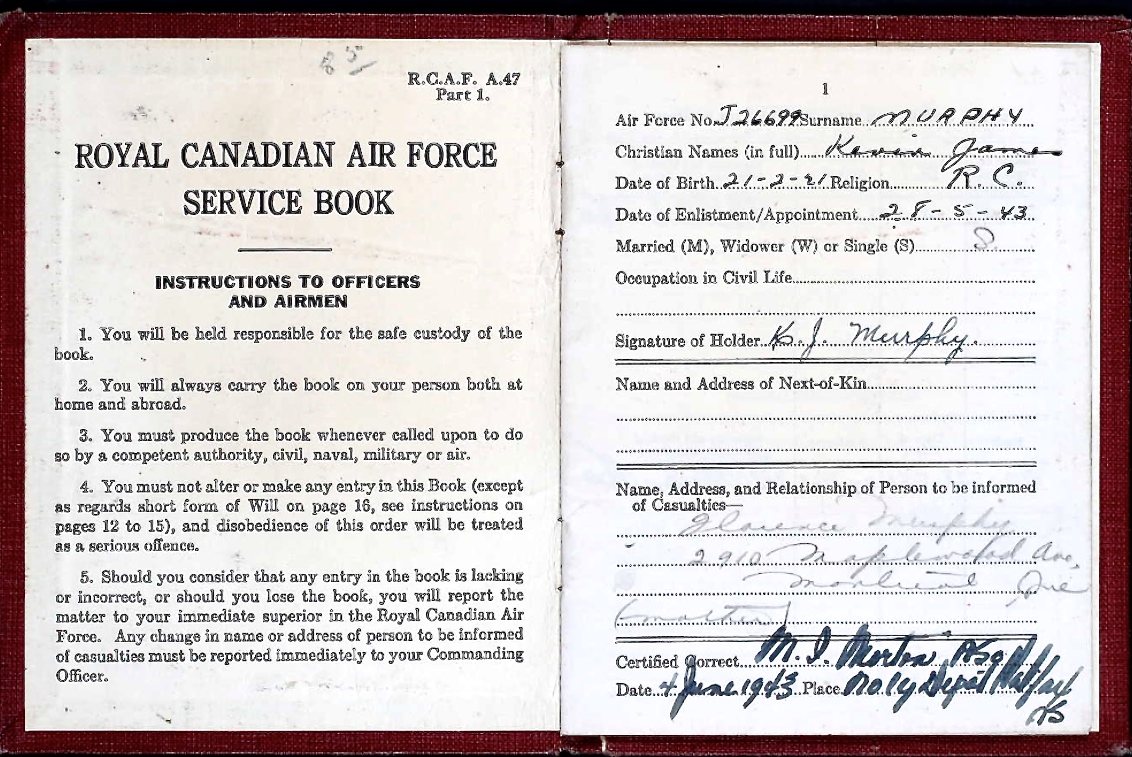 85
R.C.A.F. A.47
Part 1.
ROYAL CANADIAN AIR FORCE
SERVICE BOOK
INSTRUCTIONS TO OFFICERS
AND AIRMEN
1. You will be held responsible for the safe custody of the
book.
2. You will always carry the book on your person both at
home and abroad.
3. You must produce the book whenever called upon to do
so by a competent authority, civil, naval, military or air.
4. You must not alter or make any entry in this Book (except
as regards short form of Will on page 16, see instructions on
pages 12 to 15), and disobedience of this order will be treated
as a serious offence.
5. Should you consider that any entry in the book is lacking
or incorrect, or should you lose the book, you will report the
matter to your immediate superior in the Royal Canadian Air
Force. Any change in name or address of person to be informed
of casualties must be reported immediately to your Commanding
Officer.
1
Air Force No. J26699 Surname MURPHY
Christian Names (in full) Kevin James
Date of Birth 21-2-21 Religion R.C.
Date of Enlistment/Appointment 28-5-43
Married (M), Widower (W) or Single (S) S
Occupation in Civil Life
Signature of Holder K.J. Murphy.
Name and Address of Next-of-Kin
Name, Address, and Relationship of Person to be informed
of Casualties—
Murphy
2910 Maplewood Ave.
Montreal Que
(mother)
Certified Correct M. I.
Date 4 June 1943 Place No. 1 Y Depot Halifax
NS